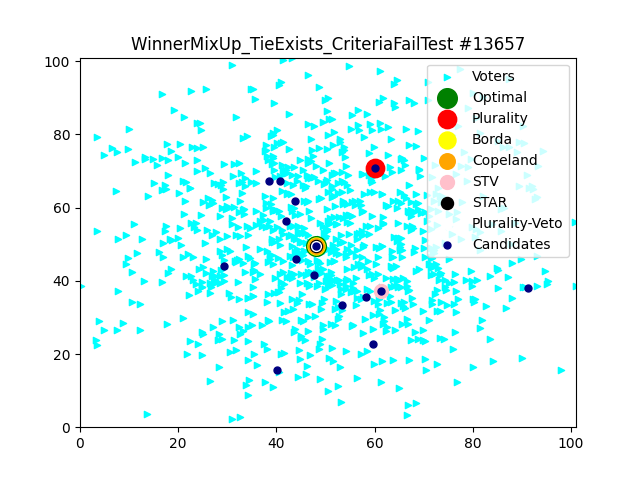 WinnerMixUp_TieExists_CriteriaFailTest #13657
100
80
60
40
20
0
0
20
40
60
80
100
Voters
Optimal
Plurality
Borda
Copeland
STV
STAR
Plurality-Veto
Candidates